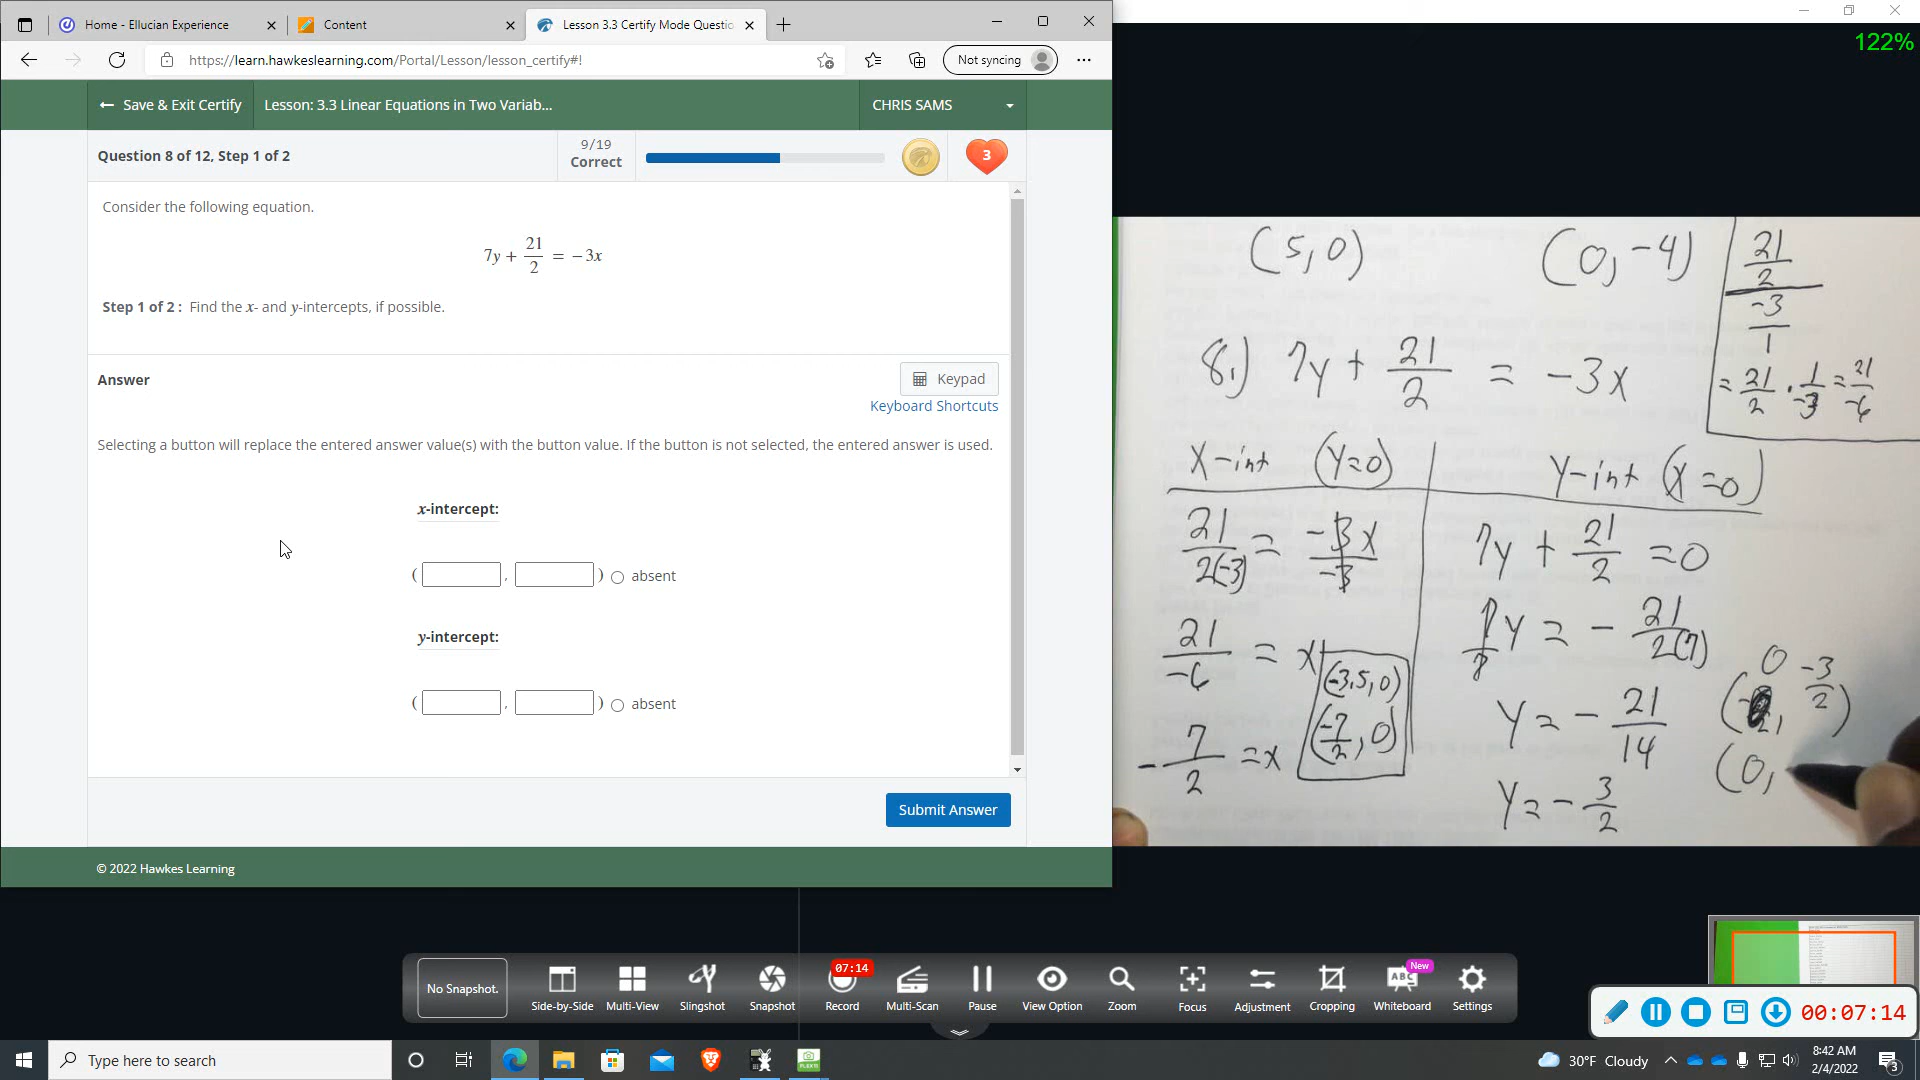 Home - Ellucian Experience
Content
Lesson 3.3 Certify Mode Questio
https://learn.hawkeslearning.com/Portal/Lesson/lesson_certify#!
Not syncing
122%
← Save & Exit Certify
Lesson: 3.3 Linear Equations in Two Variab...
CHRIS SAMS
Question 8 of 12, Step 1 of 2
9/19
Correct
3
Consider the following equation.
7y + 21/2 = −3x
Step 1 of 2 : Find the x- and y-intercepts, if possible.
Answer
Keypad
Keyboard Shortcuts
Selecting a button will replace the entered answer value(s) with the button value. If the button is not selected, the entered answer is used.
x-intercept:
( , ) absent
y-intercept:
( , ) absent
Submit Answer
© 2022 Hawkes Learning
(5, 0)
(0, -4)
21/2
-3/1
= 21/2 · 1/-3 = 21/-6
8.) 7y + 21/2 = -3x
X-int (Y=0)
Y-int (X=0)
21/2(-3) = -3x/-3
7y + 21/2 = 0
21/-6 = x
7y/7 = - 21/2(7)
(-3.5, 0)
(-7/2, 0)
-7/2 = x
y = - 21/14
0 -3/2
(0,
y = - 3/2
No Snapshot.
Side-by-Side
Multi-View
Slingshot
Snapshot
07:14
Record
Multi-Scan
Pause
View Option
Zoom
Focus
Adjustment
Cropping
ABC
New
Whiteboard
Settings
00:07:14
Type here to search
30°F Cloudy
8:42 AM
2/4/2022
3